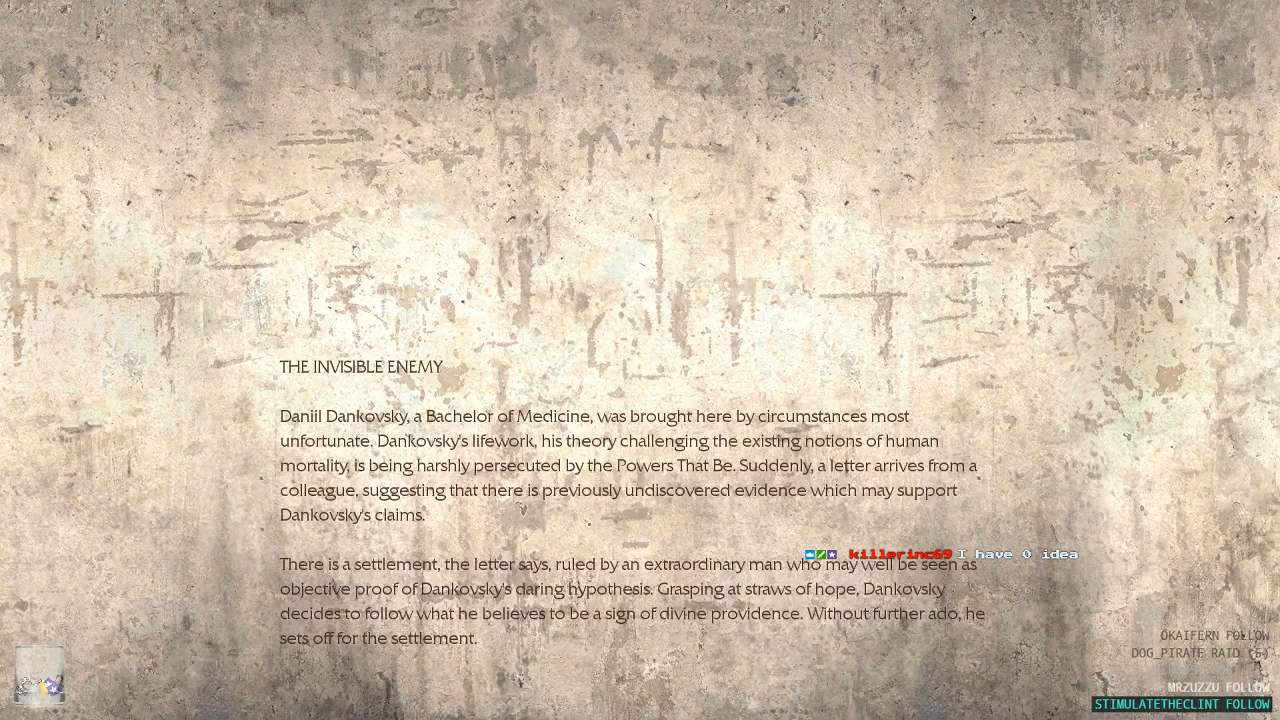 THE INVISIBLE ENEMY
Daniil Dankovsky, a Bachelor of Medicine, was brought here by circumstances most
unfortunate. Dankovsky's lifework, his theory challenging the existing notions of human
mortality, is being harshly persecuted by the Powers That Be. Suddenly, a letter arrives from a
colleague, suggesting that there is previously undiscovered evidence which may support
Dankovsky's claims.
killerinc69 I have 0 idea
There is a settlement, the letter says, ruled by an extraordinary man who may well be seen as
objective proof of Dankovsky's daring hypothesis. Grasping at straws of hope, Dankovsky
decides to follow what he believes to be a sign of divine providence. Without further ado, he
sets off for the settlement.
OKAIFERN FOLLOW
DOG_PIRATE RAID (5)
MRZUZZU FOLLOW
STIMULATETHECLINT FOLLOW